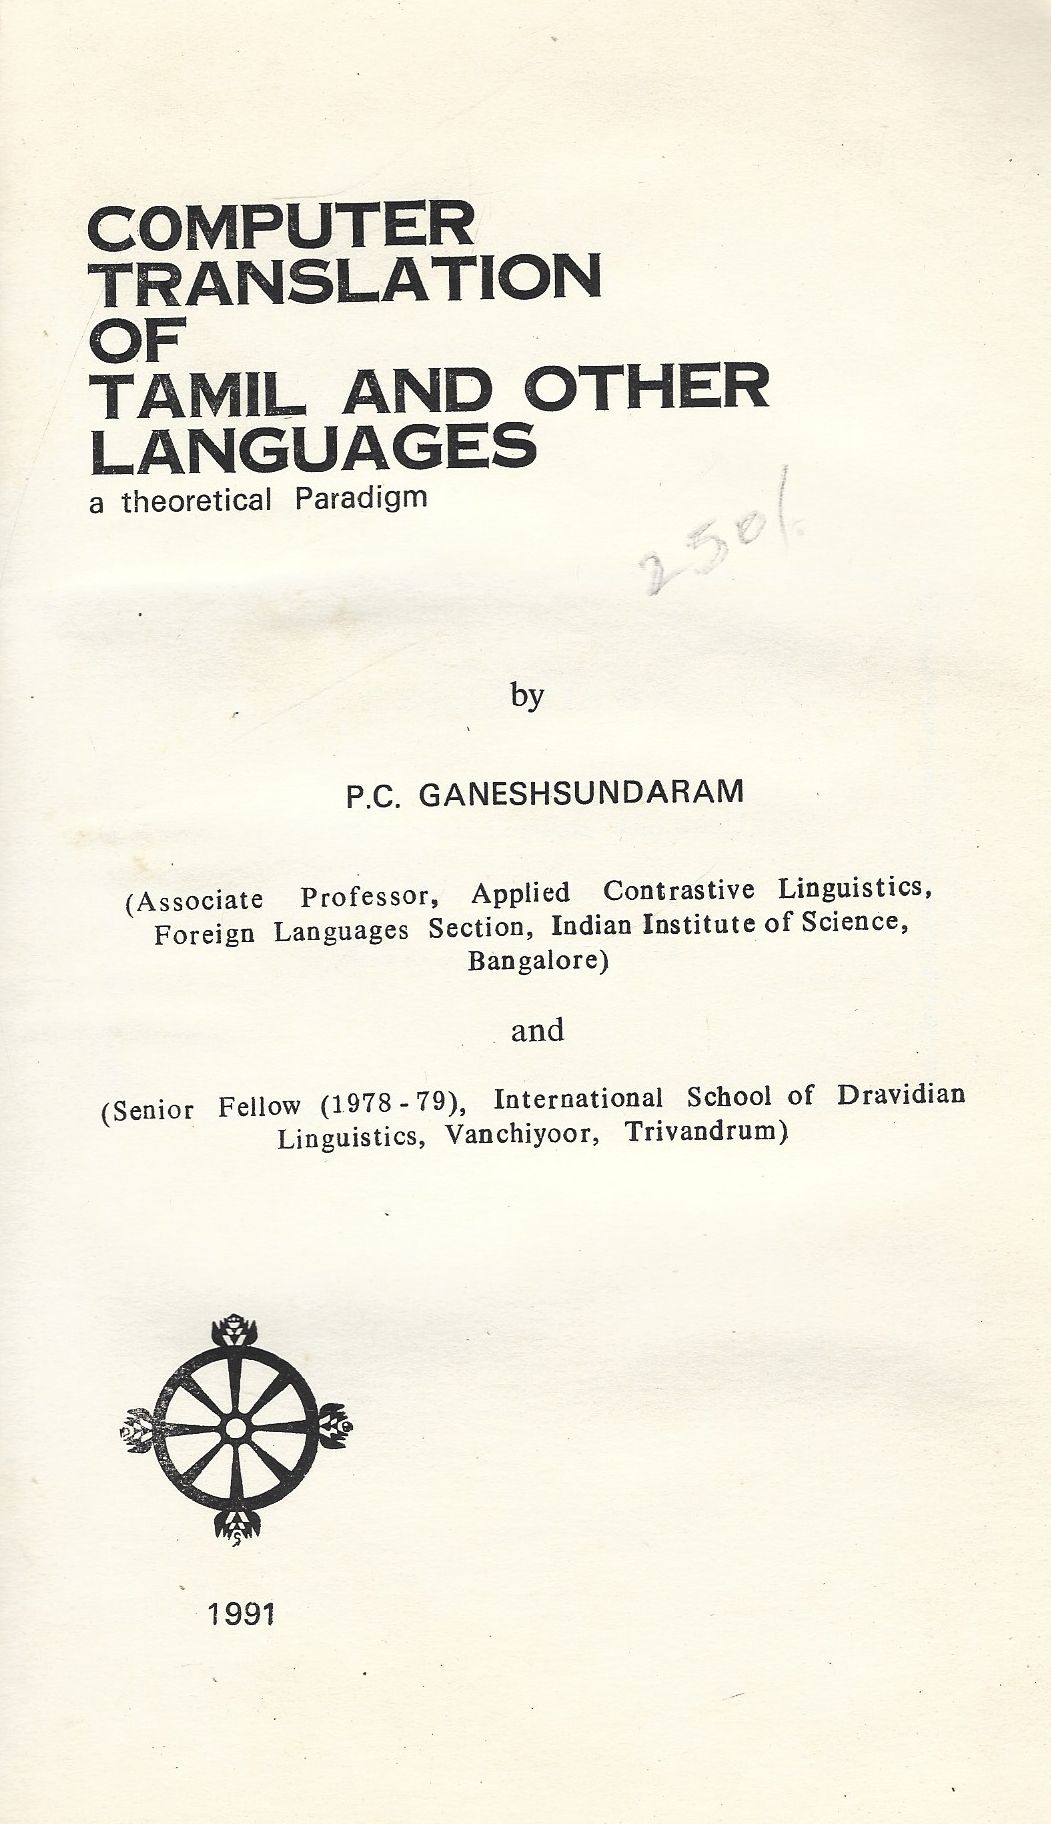 COMPUTER
TRANSLATION
OF
TAMIL AND OTHER
LANGUAGES
a theoretical Paradigm
250/-
by
P.C. GANESHSUNDARAM
(Associate Professor, Applied Contrastive Linguistics,
Foreign Languages Section, Indian Institute of Science,
Bangalore)
and
(Senior Fellow (1978-79), International School of Dravidian
Linguistics, Vanchiyoor, Trivandrum)
1991